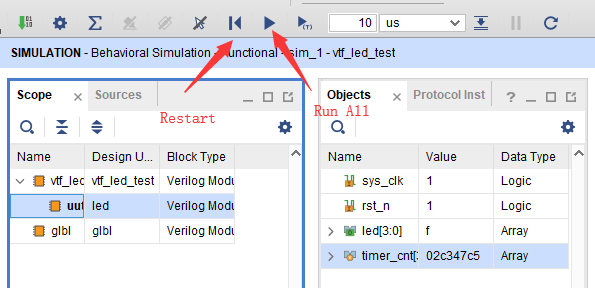 (T)
10
us
SIMULATION - Behavioral Simulation - Functional - sim_1 - vtf_led_test
Scope
Sources
Restart
Run All
Objects
Protocol Inst
?
Name
Design U...
Block Type
vtf_led
vtf_led_test
Verilog Modu
uut
led
Verilog Modu
glbl
glbl
Verilog Modu
Name
Value
Data Type
sys_clk
1
Logic
rst_n
1
Logic
led[3:0]
f
Array
timer_cnt[3
02c347c5
Array